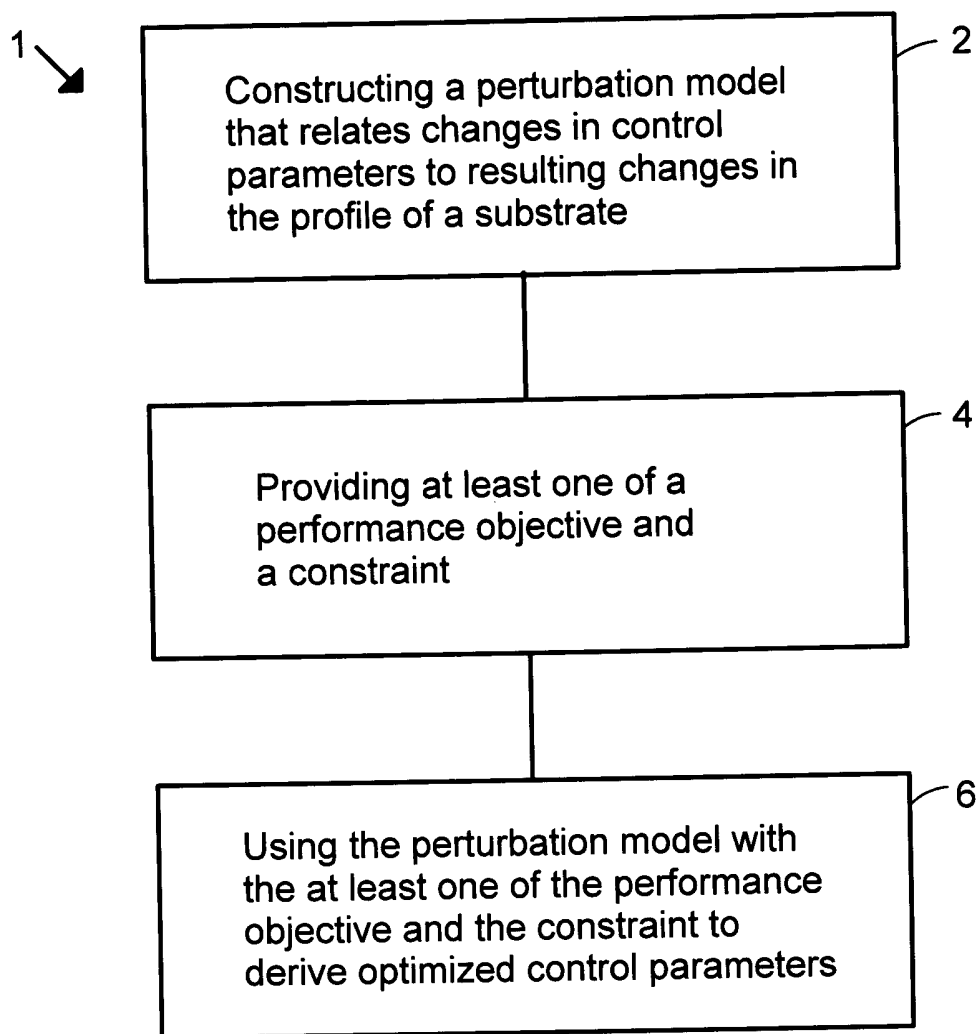 1
2
Constructing a perturbation model
that relates changes in control
parameters to resulting changes in
the profile of a substrate
4
Providing at least one of a
performance objective and
a constraint
6
Using the perturbation model with
the at least one of the performance
objective and the constraint to
derive optimized control parameters